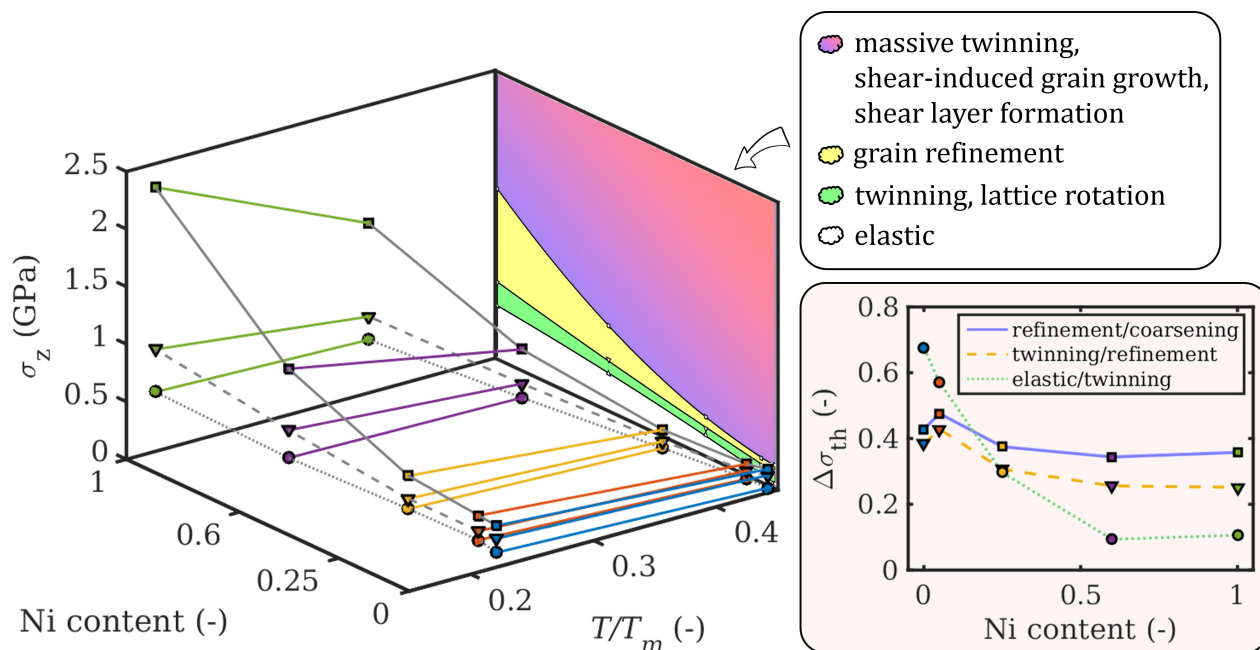 massive twinning,
shear-induced grain growth,
shear layer formation
grain refinement
twinning, lattice rotation
elastic
2.5
2
1.5
1
0.5
0
σz (GPa)
1
0.6
0.25
0
Ni content (-)
0.2
0.3
0.4
T/Tm (-)
0.8
0.6
0.4
0.2
0
Δσth (-)
refinement/coarsening
twinning/refinement
elastic/twinning
0
0.5
1
Ni content (-)